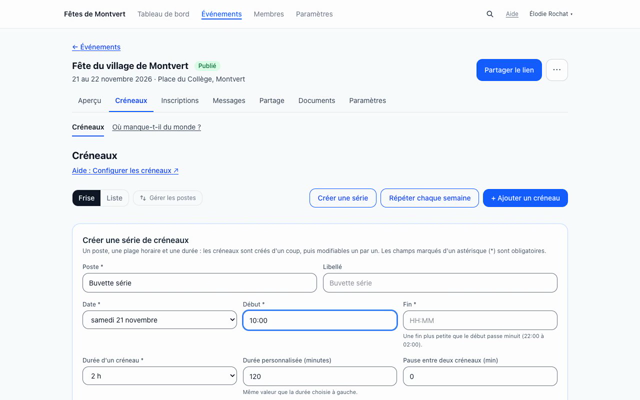 Fêtes de Montvert Tableau de bord Événements Membres Paramètres Aide Élodie Rochat
← Événements
Fête du village de Montvert Publié
21 au 22 novembre 2026 · Place du Collège, Montvert
Partager le lien ···
Aperçu Créneaux Inscriptions Messages Partage Documents Paramètres
Créneaux Où manque-t-il du monde ?
Créneaux
Aide : Configurer les créneaux ↗
Frise Liste ↑↓ Gérer les postes Créer une série Répéter chaque semaine + Ajouter un créneau
Créer une série de créneaux
Un poste, une plage horaire et une durée : les créneaux sont créés d'un coup, puis modifiables un par un. Les champs marqués d'un astérisque (*) sont obligatoires.
Poste * Libellé
Buvette série Buvette série
Date * Début * Fin *
samedi 21 novembre 10:00 HH:MM
Une fin plus petite que le début passe minuit (22:00 à
02:00).
Durée d'un créneau * Durée personnalisée (minutes) Pause entre deux créneaux (min)
2 h 120 0
Même valeur que la durée choisie à gauche.